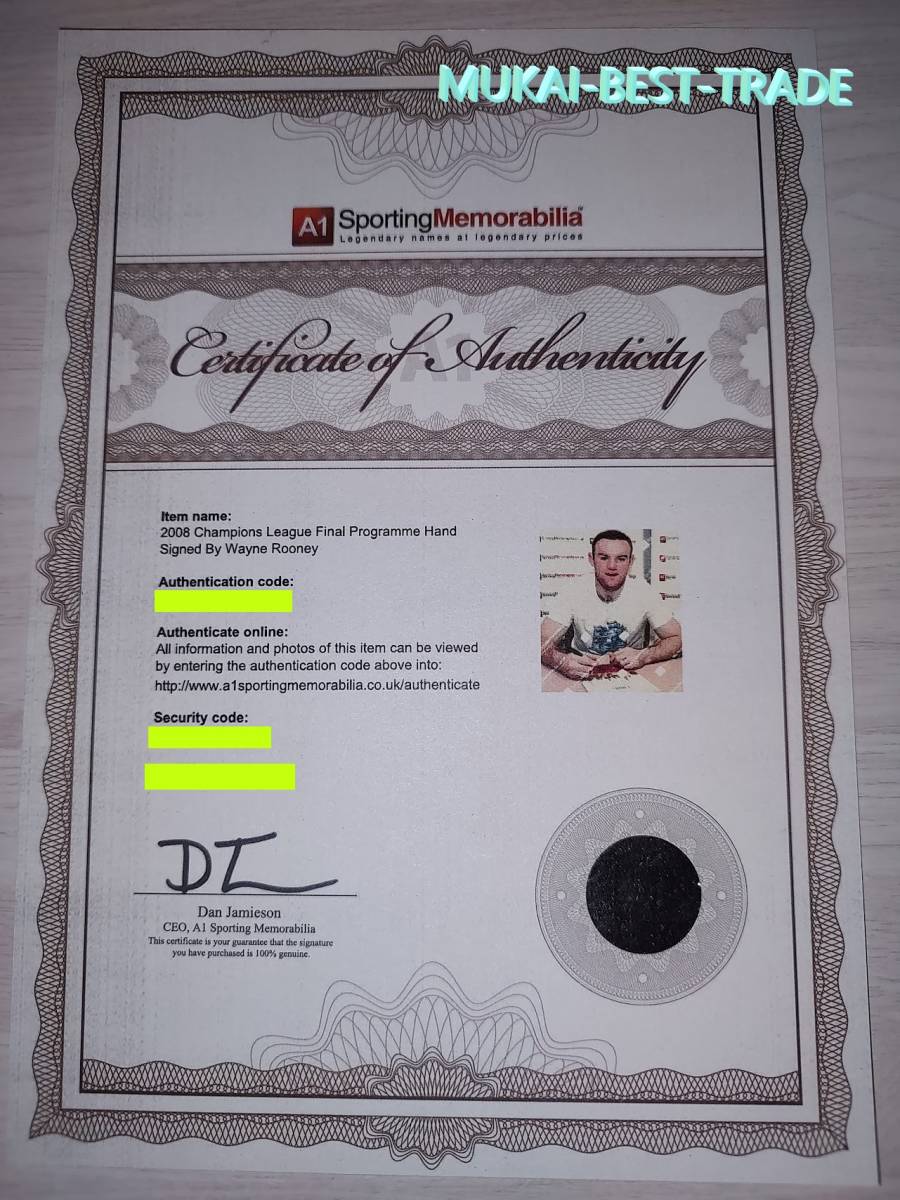 MUKAI-BEST-TRADE
A1 SportingMemorabilia™
Legendary names at legendary prices
Certificate of Authenticity
Item name:
2008 Champions League Final Programme Hand
Signed By Wayne Rooney
Authentication code:
Authenticate online:
All information and photos of this item can be viewed
by entering the authentication code above into:
http://www.a1sportingmemorabilia.co.uk/authenticate
Security code:
Dan Jamieson
CEO, A1 Sporting Memorabilia
This certificate is your guarantee that the signature
you have purchased is 100% genuine.